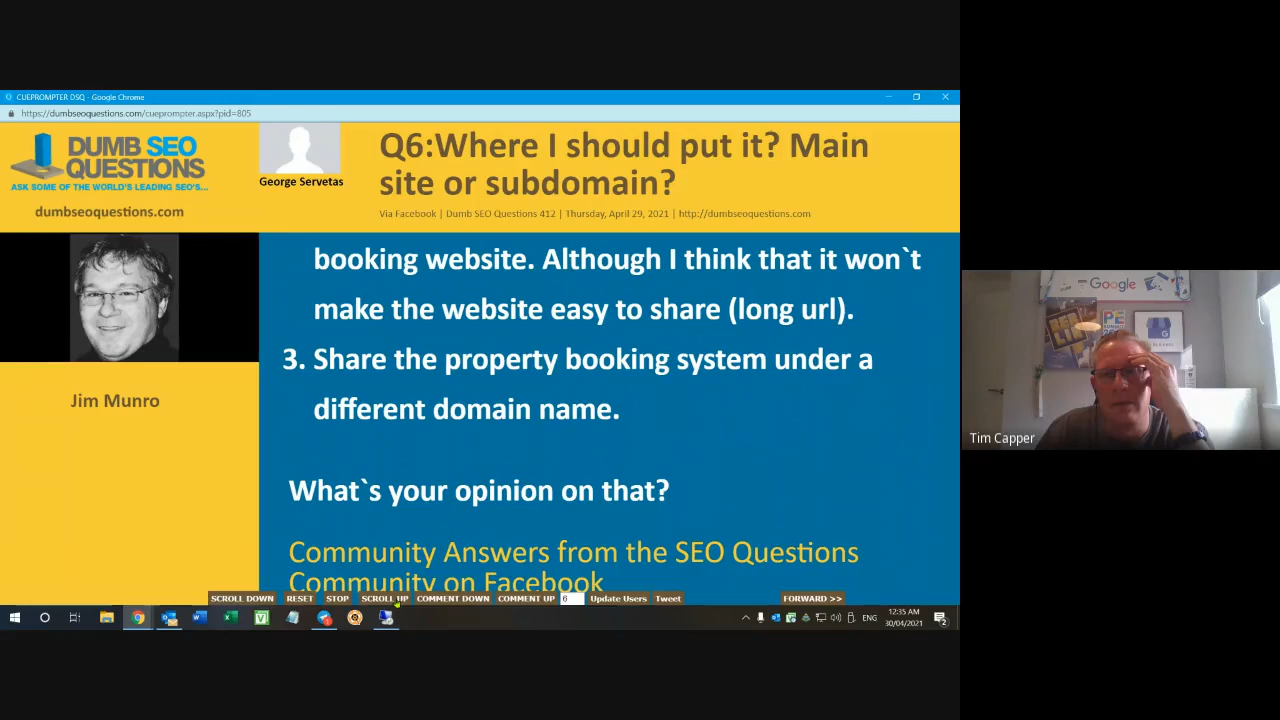 CUEPROMPTER DSQ - Google Chrome
https://dumbseoquestions.com/cueprompter.aspx?pid=805
DUMB SEO
QUESTIONS
ASK SOME OF THE WORLD'S LEADING SEO'S...
dumbseoquestions.com
George Servetas
Q6:Where I should put it? Main
site or subdomain?
Via Facebook | Dumb SEO Questions 412 | Thursday, April 29, 2021 | http://dumbseoquestions.com
Jim Munro
booking website. Although I think that it won`t
make the website easy to share (long url).
3. Share the property booking system under a
different domain name.
What`s your opinion on that?
Community Answers from the SEO Questions
Community on Facebook
SCROLL DOWN RESET STOP SCROLL UP COMMENT DOWN COMMENT UP 6 Update Users Tweet FORWARD >>
ENG
12:35 AM
30/04/2021
2
Google
Tim Capper